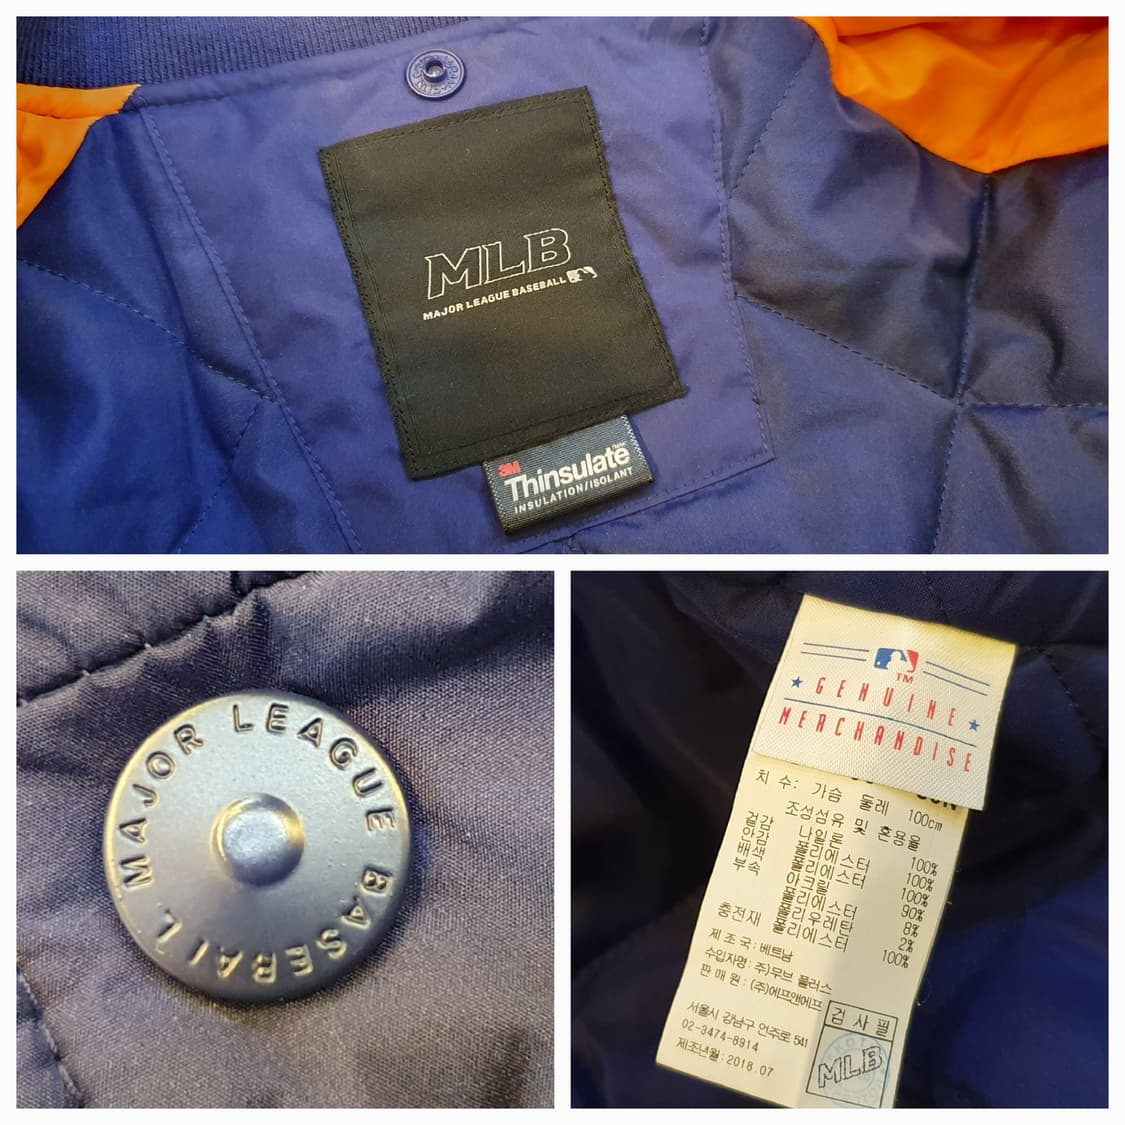 MLB
MAJOR LEAGUE BASEBALL
3M
Thinsulate™
INSULATION/ISOLANT
MAJOR LEAGUE BASEBALL
TM
GENUINE
MERCHANDISE
치 수: 가슴 둘레 100cm
조성섬유 및 혼용율
겉감 나일론 100%
안감 폴리에스터 100%
배색 폴리에스터 100%
부속 아크릴 90%
폴리에스터 8%
폴리우레탄 2%
충전재 폴리에스터 100%
제 조 국: 베트남
수입자명: 주)무브 플러스
판 매 원: (주)에프앤에프
서울시 강남구 언주로 541
02-3474-8914
제조년월: 2018.07
검 사 필
MLB